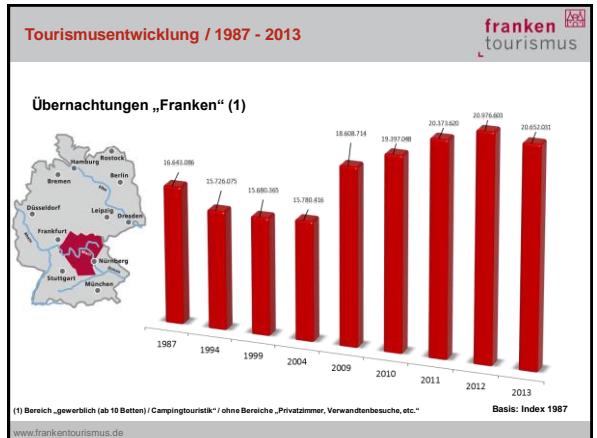 Tourismusentwicklung / 1987 - 2013
franken
tourismus
Übernachtungen „Franken“ (1)
Rostock
Hamburg
Bremen
Berlin
Elbe
Düsseldorf
Leipzig
Dresden
Frankfurt
Nürnberg
Stuttgart
München
16.643.086
15.726.075
15.680.365
15.780.416
18.608.714
19.397.048
20.373.620
20.976.603
20.652.031
1987
1994
1999
2004
2009
2010
2011
2012
2013
(1) Bereich „gewerblich (ab 10 Betten) / Campingtouristik“ / ohne Bereiche „Privatzimmer, Verwandtenbesuche, etc.“
Basis: Index 1987
www.frankentourismus.de